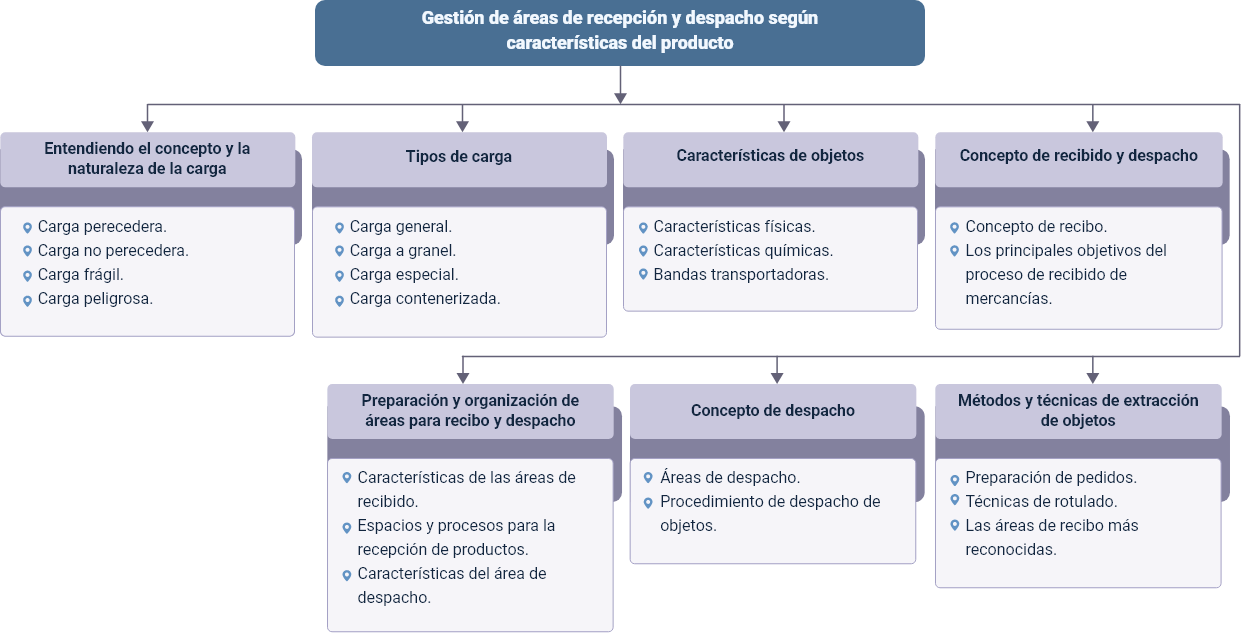 Gestión de áreas de recepción y despacho según
características del producto
Entendiendo el concepto y la
naturaleza de la carga
Carga perecedera.
Carga no perecedera.
Carga frágil.
Carga peligrosa.
Tipos de carga
Carga general.
Carga a granel.
Carga especial.
Carga contenerizada.
Características de objetos
Características físicas.
Características químicas.
Bandas transportadoras.
Concepto de recibido y despacho
Concepto de recibo.
Los principales objetivos del
proceso de recibido de
mercancías.
Preparación y organización de
áreas para recibo y despacho
Características de las áreas de
recibido.
Espacios y procesos para la
recepción de productos.
Características del área de
despacho.
Concepto de despacho
Áreas de despacho.
Procedimiento de despacho de
objetos.
Métodos y técnicas de extracción
de objetos
Preparación de pedidos.
Técnicas de rotulado.
Las áreas de recibo más
reconocidas.